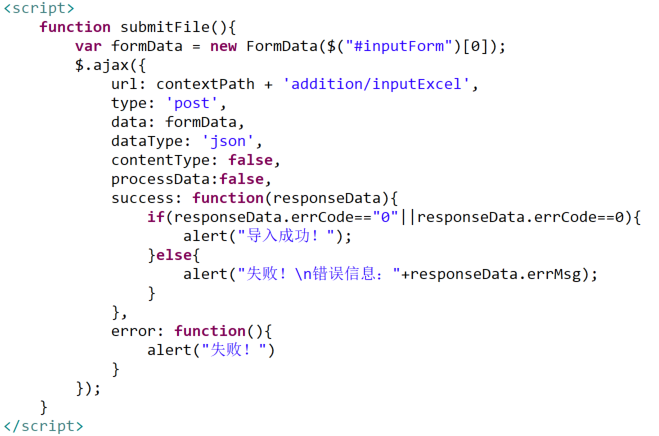 <script>
    function submitFile(){
        var formData = new FormData($("#inputForm")[0]);
        $.ajax({
            url: contextPath + 'addition/inputExcel',
            type: 'post',
            data: formData,
            dataType: 'json',
            contentType: false,
            processData:false,
            success: function(responseData){
                if(responseData.errCode=="0"||responseData.errCode==0){
                    alert("导入成功！");
                }else{
                    alert("失败！\n错误信息："+responseData.errMsg);
                }
            },
            error: function(){
                alert("失败！")
            }
        });
    }
</script>